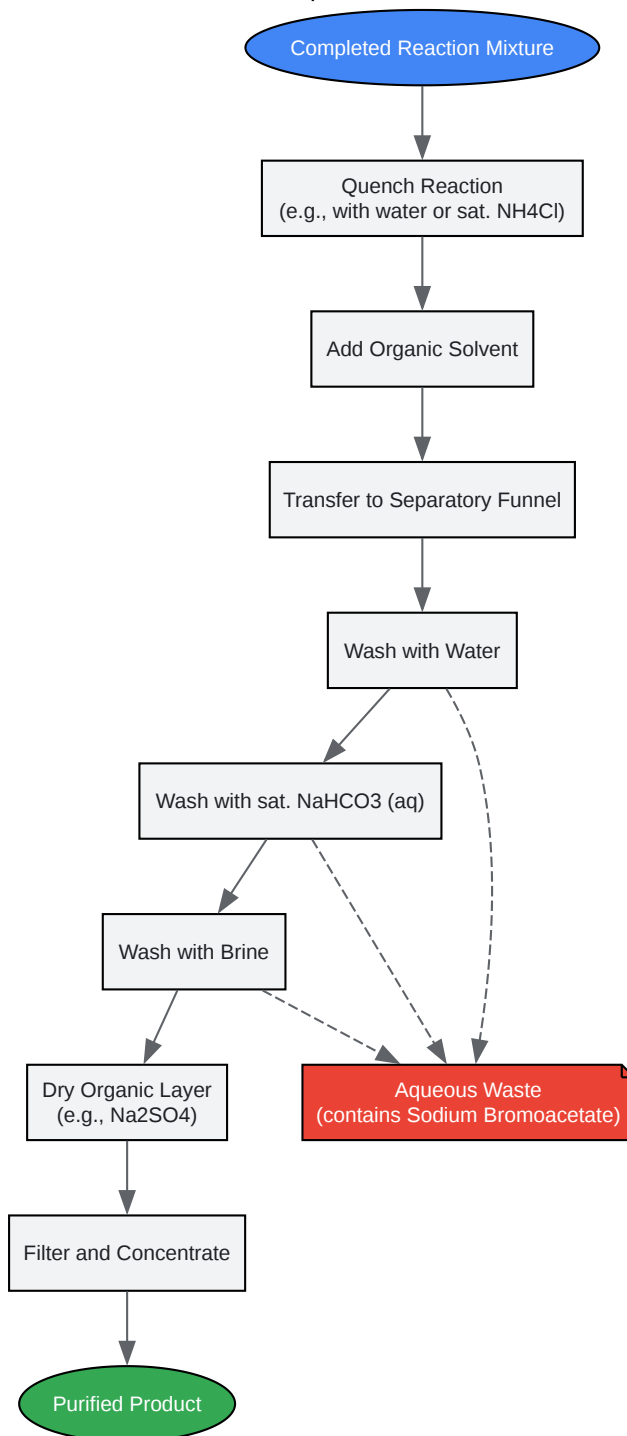 Completed Reaction Mixture
Quench Reaction
(e.g., with water or sat. NH4Cl)
Add Organic Solvent
Transfer to Separatory Funnel
Wash with Water
Wash with sat. NaHCO3 (aq)
Wash with Brine
Dry Organic Layer
(e.g., Na2SO4)
Aqueous Waste
(contains Sodium Bromoacetate)
Filter and Concentrate
Purified Product